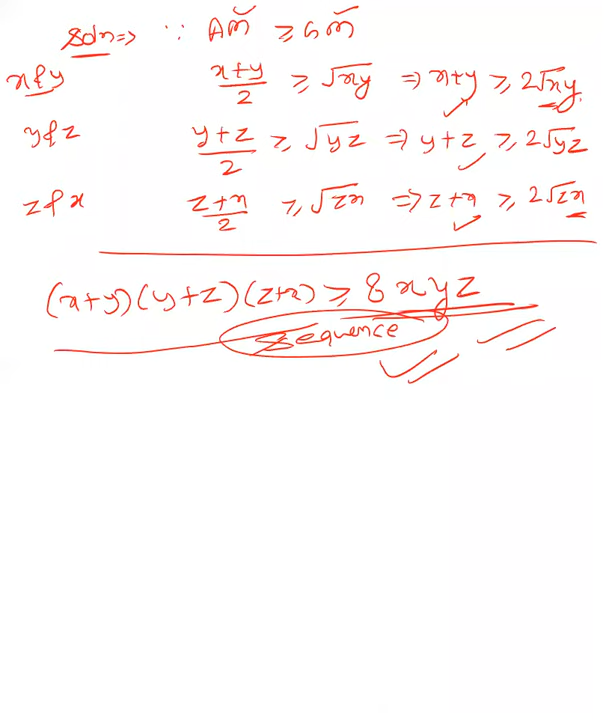 Soln => ∵ AM ≥ GM
x & y x+y/2 ≥ √xy => x+y ≥ 2√xy.
y & z y+z/2 ≥ √yz => y+z ≥ 2√yz
z & x z+x/2 ≥ √zx => z+x ≥ 2√zx
(x+y)(y+z)(z+x) ≥ 8xyz
Sequence